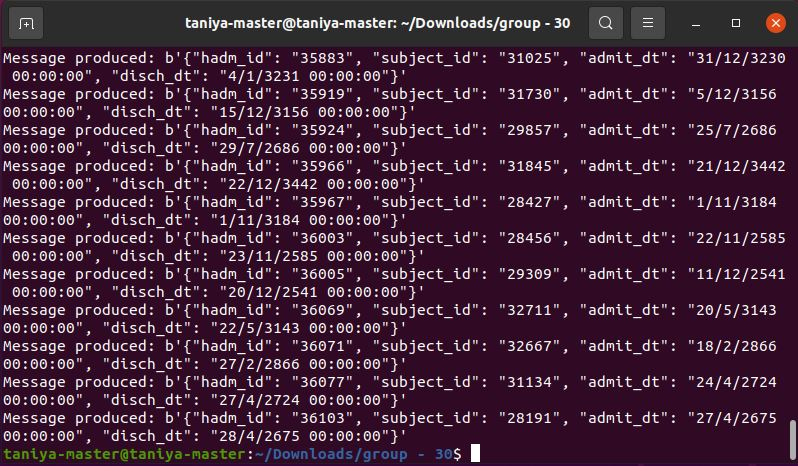 taniya-master@taniya-master: ~/Downloads/group - 30
Message produced: b'{"hadm_id": "35883", "subject_id": "31025", "admit_dt": "31/12/3230
 00:00:00", "disch_dt": "4/1/3231 00:00:00"}'
Message produced: b'{"hadm_id": "35919", "subject_id": "31730", "admit_dt": "5/12/3156
00:00:00", "disch_dt": "15/12/3156 00:00:00"}'
Message produced: b'{"hadm_id": "35924", "subject_id": "29857", "admit_dt": "25/7/2686
00:00:00", "disch_dt": "29/7/2686 00:00:00"}'
Message produced: b'{"hadm_id": "35966", "subject_id": "31845", "admit_dt": "21/12/3442
 00:00:00", "disch_dt": "22/12/3442 00:00:00"}'
Message produced: b'{"hadm_id": "35967", "subject_id": "28427", "admit_dt": "1/11/3184
00:00:00", "disch_dt": "1/11/3184 00:00:00"}'
Message produced: b'{"hadm_id": "36003", "subject_id": "28456", "admit_dt": "22/11/2585
 00:00:00", "disch_dt": "23/11/2585 00:00:00"}'
Message produced: b'{"hadm_id": "36005", "subject_id": "29309", "admit_dt": "11/12/2541
 00:00:00", "disch_dt": "20/12/2541 00:00:00"}'
Message produced: b'{"hadm_id": "36069", "subject_id": "32711", "admit_dt": "20/5/3143
00:00:00", "disch_dt": "22/5/3143 00:00:00"}'
Message produced: b'{"hadm_id": "36071", "subject_id": "32667", "admit_dt": "18/2/2866
00:00:00", "disch_dt": "27/2/2866 00:00:00"}'
Message produced: b'{"hadm_id": "36077", "subject_id": "31134", "admit_dt": "24/4/2724
00:00:00", "disch_dt": "27/4/2724 00:00:00"}'
Message produced: b'{"hadm_id": "36103", "subject_id": "28191", "admit_dt": "27/4/2675
00:00:00", "disch_dt": "28/4/2675 00:00:00"}'
taniya-master@taniya-master:~/Downloads/group - 30$